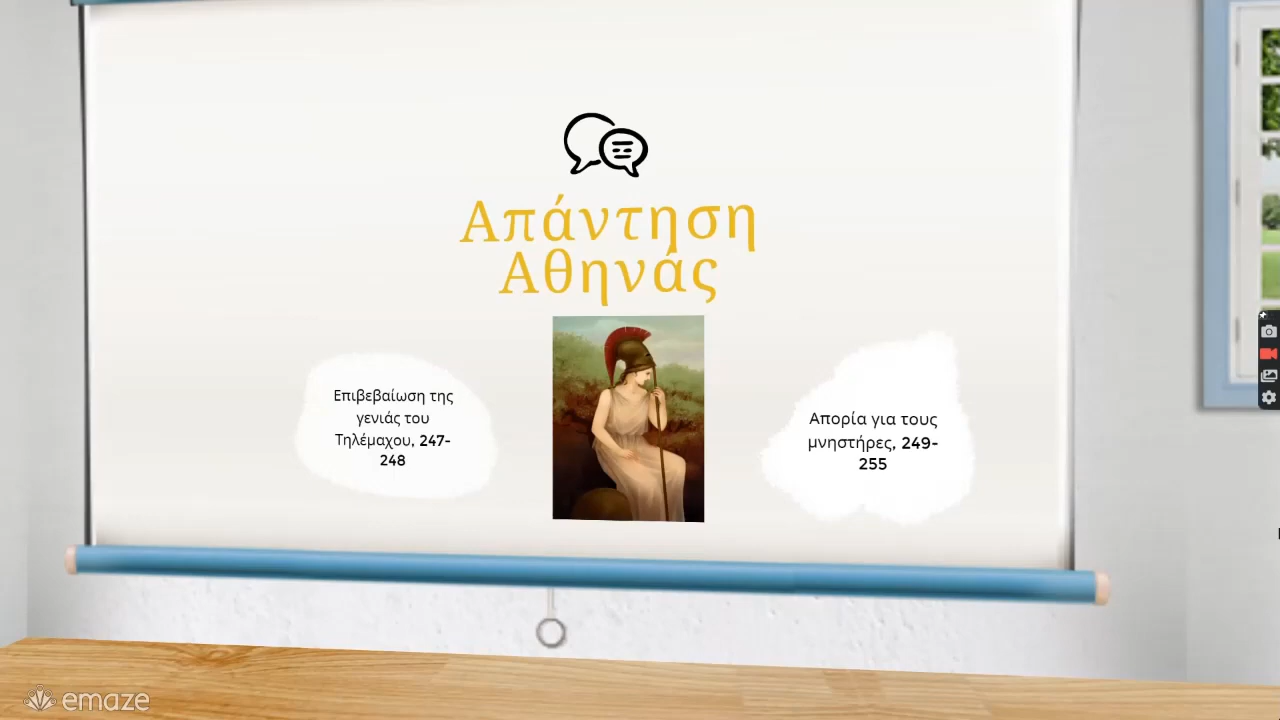 Απάντηση
Αθηνάς
Επιβεβαίωση της
γενιάς του
Τηλέμαχου, 247-
248
Απορία για τους
μνηστήρες, 249-
255
emaze